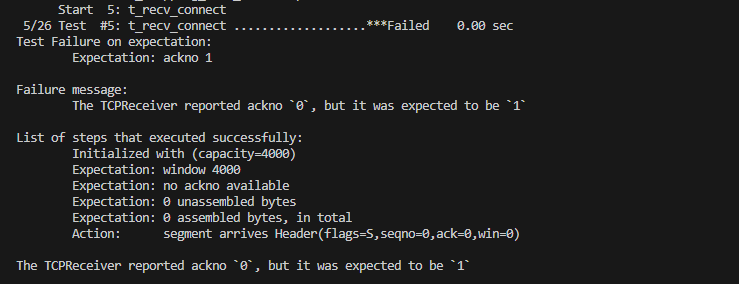 Start  5: t_recv_connect
5/26 Test  #5: t_recv_connect ...................***Failed    0.00 sec
Test Failure on expectation:
Expectation: ackno 1
Failure message:
The TCPReceiver reported ackno `0`, but it was expected to be `1`
List of steps that executed successfully:
Initialized with (capacity=4000)
Expectation: window 4000
Expectation: no ackno available
Expectation: 0 unassembled bytes
Expectation: 0 assembled bytes, in total
Action:      segment arrives Header(flags=S,seqno=0,ack=0,win=0)
The TCPReceiver reported ackno `0`, but it was expected to be `1`